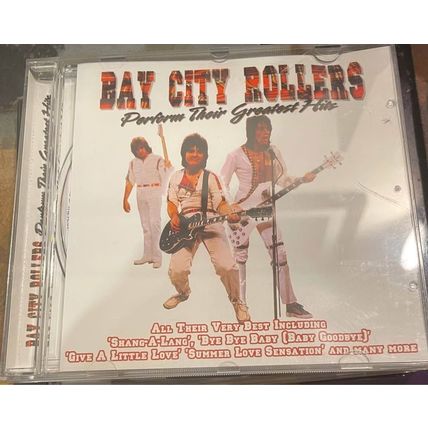 BAY CITY ROLLERS
Perform Their Greatest Hits
ALL THEIR VERY BEST INCLUDING
'SHANG-A-LANG', 'BYE BYE BABY (BABY GOODBYE)'
'GIVE A LITTLE LOVE' 'SUMMER LOVE SENSATION' AND MANY MORE
BAY CITY ROLLERS Perform Their Greatest Hits